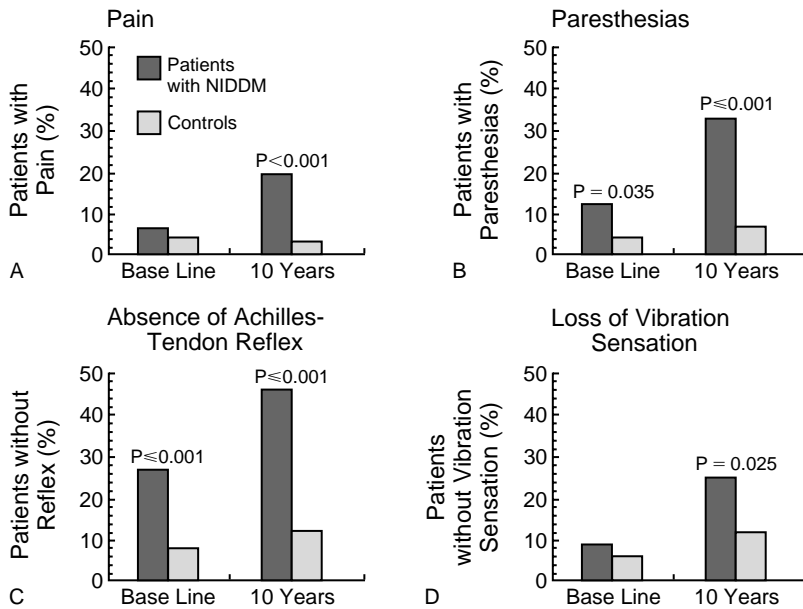 Pain
Patients with
Pain (%)
50
40
30
20
10
0
Patients
with NIDDM
Controls
P<0.001
Base Line
10 Years
A
Paresthesias
Patients with
Paresthesias (%)
50
40
30
20
10
0
P = 0.035
P≤0.001
Base Line
10 Years
B
Absence of Achilles-
Tendon Reflex
Patients without
Reflex (%)
50
40
30
20
10
0
P≤0.001
P≤0.001
Base Line
10 Years
C
Loss of Vibration
Sensation
Patients
without Vibration
Sensation (%)
50
40
30
20
10
0
P = 0.025
Base Line
10 Years
D